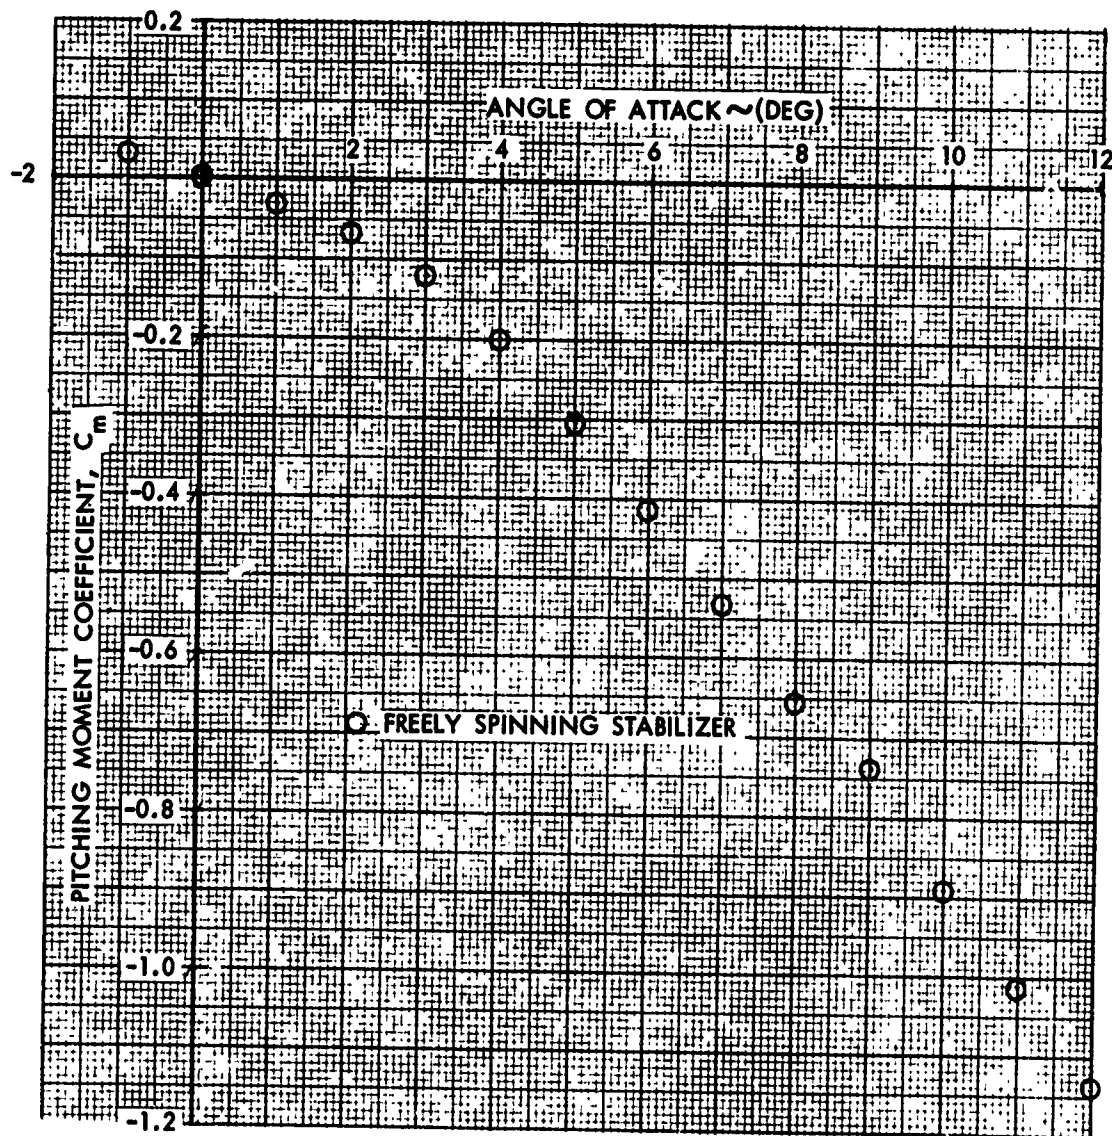 0.2
ANGLE OF ATTACK ~(DEG)
-2 2 4 6 8 10 12
-0.2
-0.4
-0.6
-0.8
-1.0
-1.2
PITCHING MOMENT COEFFICIENT, Cm
FREELY SPINNING STABILIZER